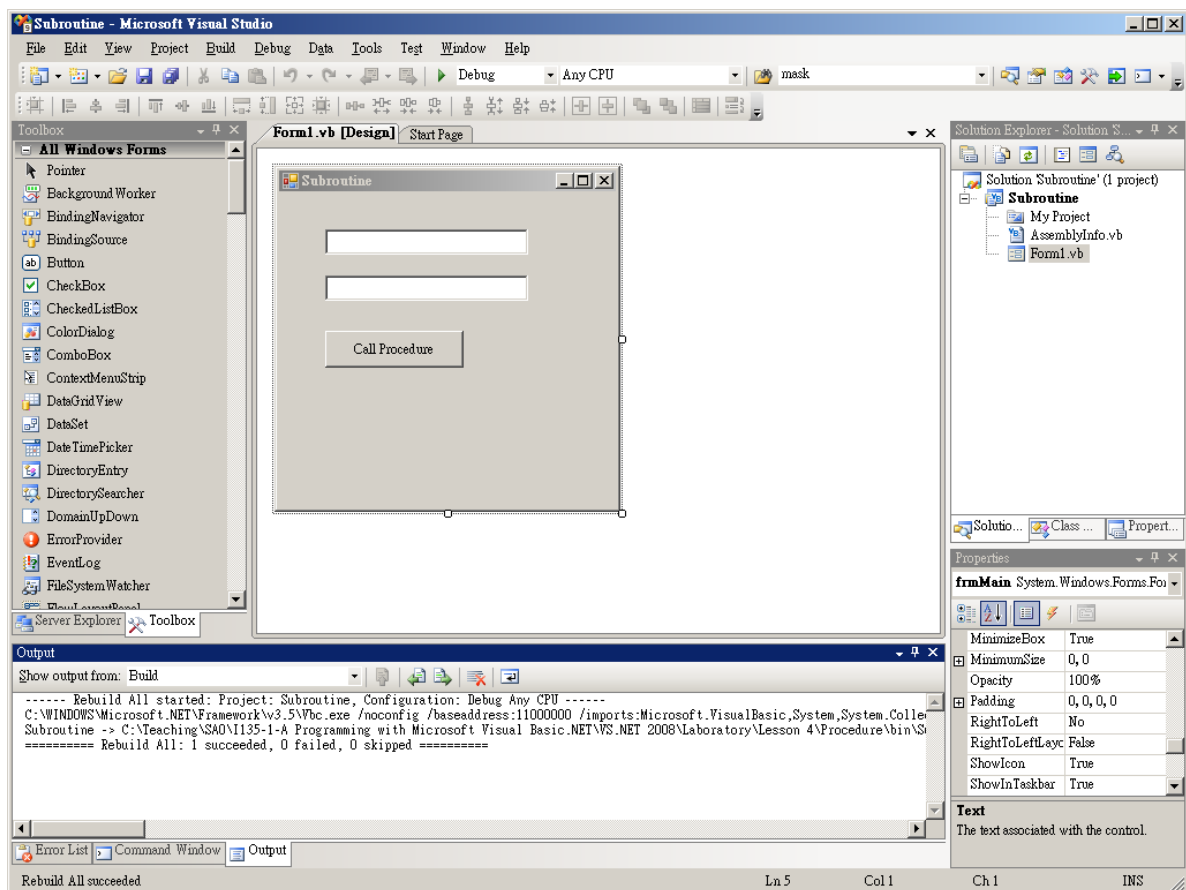 Subroutine - Microsoft Visual Studio
File Edit View Project Build Debug Data Tools Test Window Help
Debug Any CPU mask
Toolbox
All Windows Forms
Pointer
Background Worker
BindingNavigator
BindingSource
Button
CheckBox
CheckedListBox
ColorDialog
ComboBox
ContextMenuStrip
DataGridView
DataSet
DateTimePicker
DirectoryEntry
DirectorySearcher
DomainUpDown
ErrorProvider
EventLog
FileSystemWatcher
Server Explorer Toolbox
Form1.vb [Design] Start Page
Subroutine
Call Procedure
Solution Explorer - Solution 'S...
Solution 'Subroutine' (1 project)
Subroutine
My Project
AssemblyInfo.vb
Form1.vb
Solutio... Class ... Propert...
Properties
frmMain System.Windows.Forms.For
MinimizeBox True
MinimumSize 0, 0
Opacity 100%
Padding 0, 0, 0, 0
RightToLeft No
RightToLeftLayc False
ShowIcon True
ShowInTaskbar True
Text
The text associated with the control.
Output
Show output from: Build
------ Rebuild All started: Project: Subroutine, Configuration: Debug Any CPU ------
C:\WINDOWS\Microsoft.NET\Framework\v3.5\Vbc.exe /noconfig /baseaddress:11000000 /imports:Microsoft.VisualBasic,System,System.Colle
Subroutine -> C:\Teaching\SAO\I135-1-A Programming with Microsoft Visual Basic.NET\VS.NET 2008\Laboratory\Lesson 4\Procedure\bin\Su
========== Rebuild All: 1 succeeded, 0 failed, 0 skipped ==========
Error List Command Window Output
Rebuild All succeeded Ln 5 Col 1 Ch 1 INS